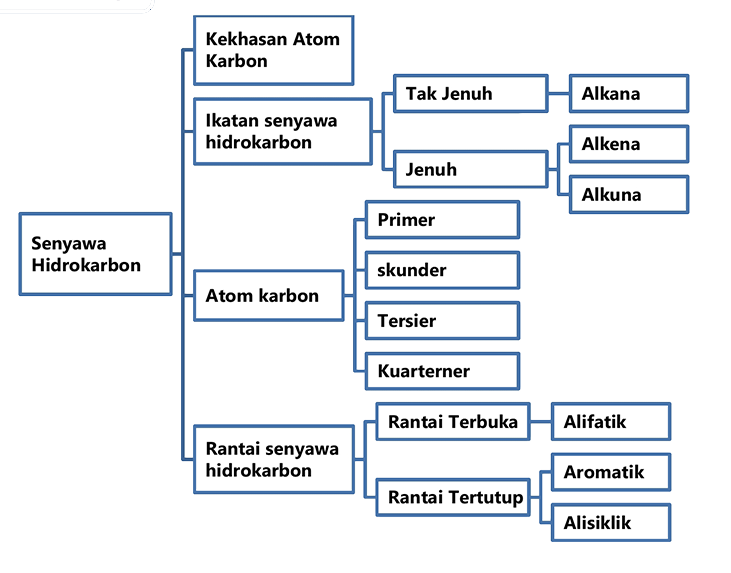 Kekhasan Atom
Karbon
Ikatan senyawa
hidrokarbon
Tak Jenuh
Alkana
Jenuh
Alkena
Alkuna
Senyawa
Hidrokarbon
Atom karbon
Primer
skunder
Tersier
Kuarterner
Rantai senyawa
hidrokarbon
Rantai Terbuka
Alifatik
Rantai Tertutup
Aromatik
Alisiklik